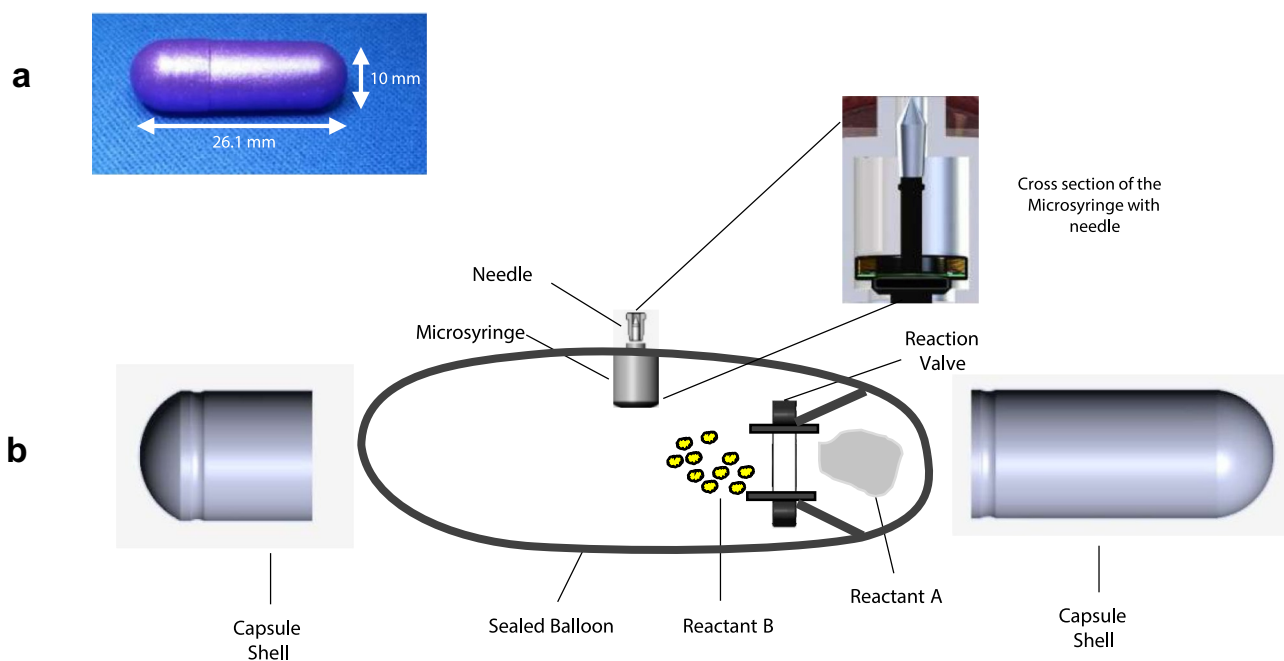 a
10 mm
26.1 mm
Cross section of the
Microsyringe with
needle
Needle
Microsyringe
Reaction
Valve
b
Reactant A
Sealed Balloon
Reactant B
Capsule
Shell
Capsule
Shell